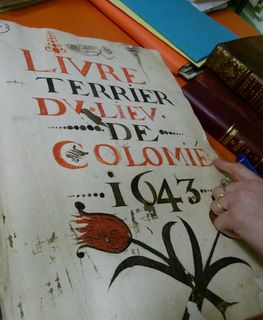 LIVRE
TERRIER
DV·LIEV·
DE
COLOMIÉ
1643